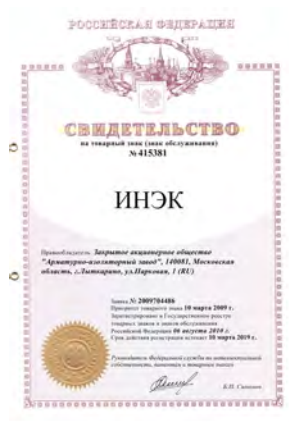 РОССИЙСКАЯ ФЕДЕРАЦИЯ
СВИДЕТЕЛЬСТВО
на товарный знак (знак обслуживания)
№ 415381
ИНЭК
Правообладатель: Закрытое акционерное общество
"Арматурно-изоляторный завод", 140081, Московская
область, г.Лыткарино, ул.Парковая, 1 (RU)
Заявка № 2009704486
Приоритет товарного знака 10 марта 2009 г.
Зарегистрировано в Государственном реестре
товарных знаков и знаков обслуживания
Российской Федерации 06 августа 2010 г.
Срок действия регистрации истекает 10 марта 2019 г.
Руководитель Федеральной службы по интеллектуальной
собственности, патентам и товарным знакам
Б.П. Симонов